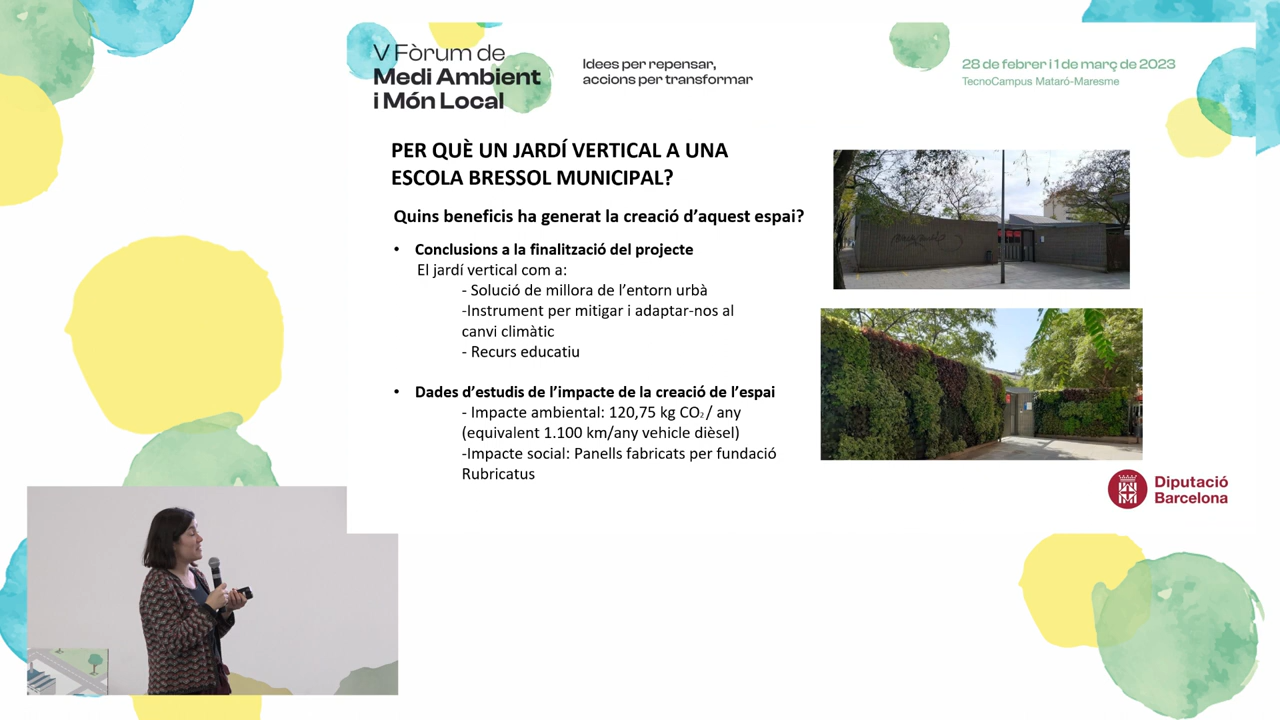 V Fòrum de
Medi Ambient
i Món Local
Idees per repensar,
accions per transformar
28 de febrer i 1 de març de 2023
TecnoCampus Mataró-Maresme
PER QUÈ UN JARDÍ VERTICAL A UNA
ESCOLA BRESSOL MUNICIPAL?
Quins beneficis ha generat la creació d'aquest espai?
• Conclusions a la finalització del projecte
El jardí vertical com a:
- Solució de millora de l'entorn urbà
-Instrument per mitigar i adaptar-nos al
canvi climàtic
- Recurs educatiu
• Dades d'estudis de l'impacte de la creació de l'espai
- Impacte ambiental: 120,75 kg CO₂ / any
(equivalent 1.100 km/any vehicle dièsel)
-Impacte social: Panells fabricats per fundació
Rubricatus
Diputació
Barcelona